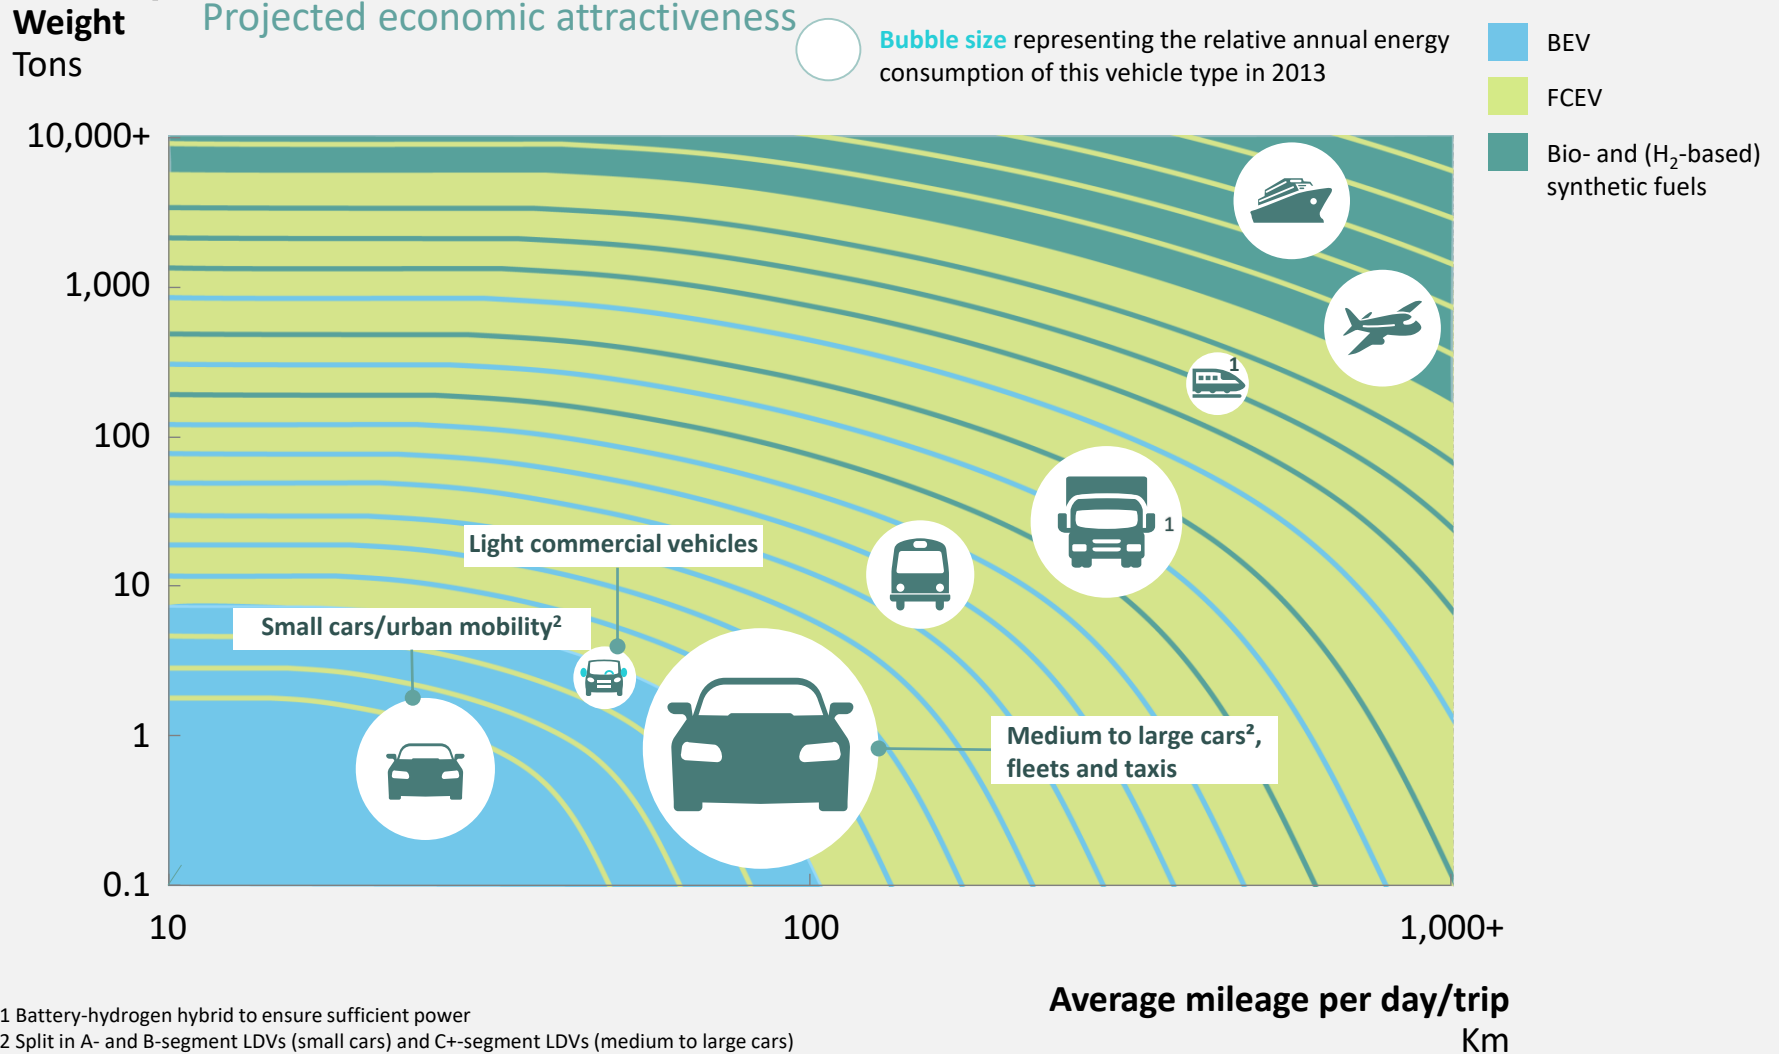 Weight
Tons
Projected economic attractiveness
Bubble size representing the relative annual energy
consumption of this vehicle type in 2013
BEV
FCEV
Bio- and (H₂-based)
synthetic fuels
10,000+
1,000
100
10
1
0.1
10
100
1,000+
1
1
Light commercial vehicles
Small cars/urban mobility²
Medium to large cars²,
fleets and taxis
Average mileage per day/trip
Km
1 Battery-hydrogen hybrid to ensure sufficient power
2 Split in A- and B-segment LDVs (small cars) and C+-segment LDVs (medium to large cars)